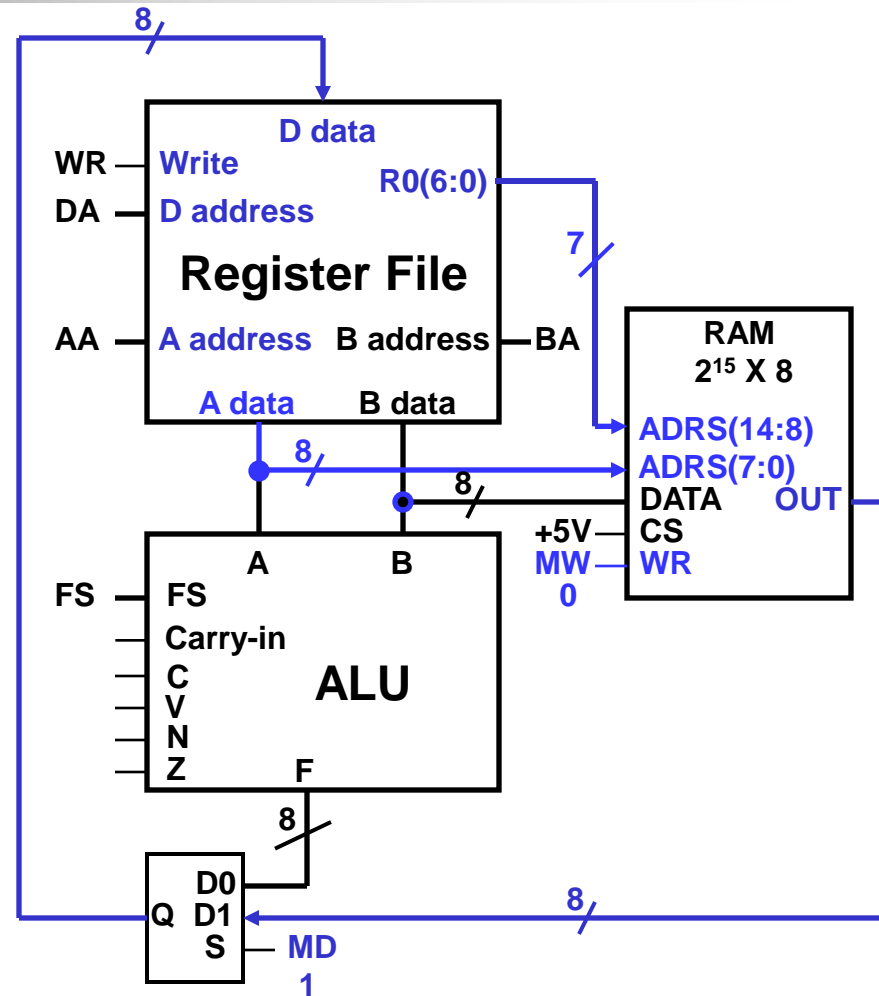 8
D data
WR Write
R0(6:0)
DA D address
7
Register File
AA A address B address BA
RAM
2¹⁵ X 8
A data B data
ADRS(14:8)
8
ADRS(7:0)
8
DATA OUT
+5V CS
MW WR
0
A B
FS FS
Carry-in
ALU
C
V
N
Z
F
8
D0
8
Q D1
S MD
1